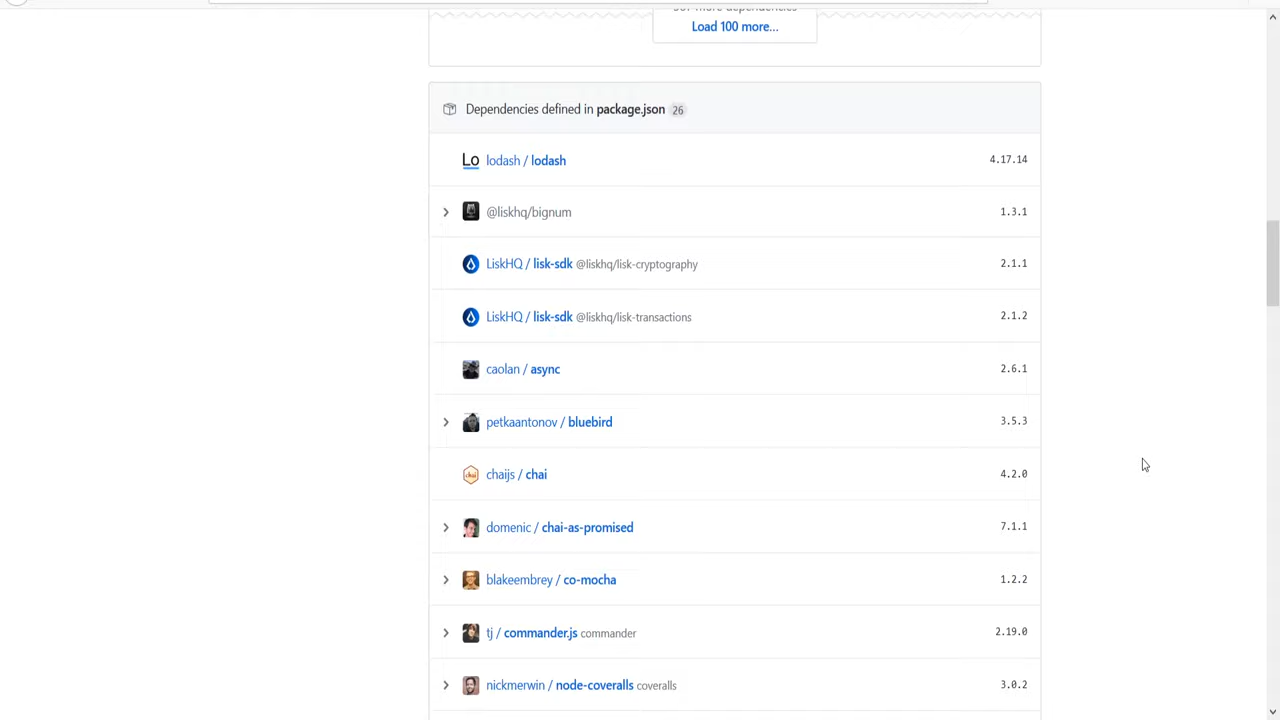 Load 100 more...
Dependencies defined in package.json 26
Lo lodash / lodash 4.17.14
@liskhq/bignum 1.3.1
LiskHQ / lisk-sdk @liskhq/lisk-cryptography 2.1.1
LiskHQ / lisk-sdk @liskhq/lisk-transactions 2.1.2
caolan / async 2.6.1
petkaantonov / bluebird 3.5.3
chai chaijs / chai 4.2.0
domenic / chai-as-promised 7.1.1
blakeembrey / co-mocha 1.2.2
tj / commander.js commander 2.19.0
nickmerwin / node-coveralls coveralls 3.0.2